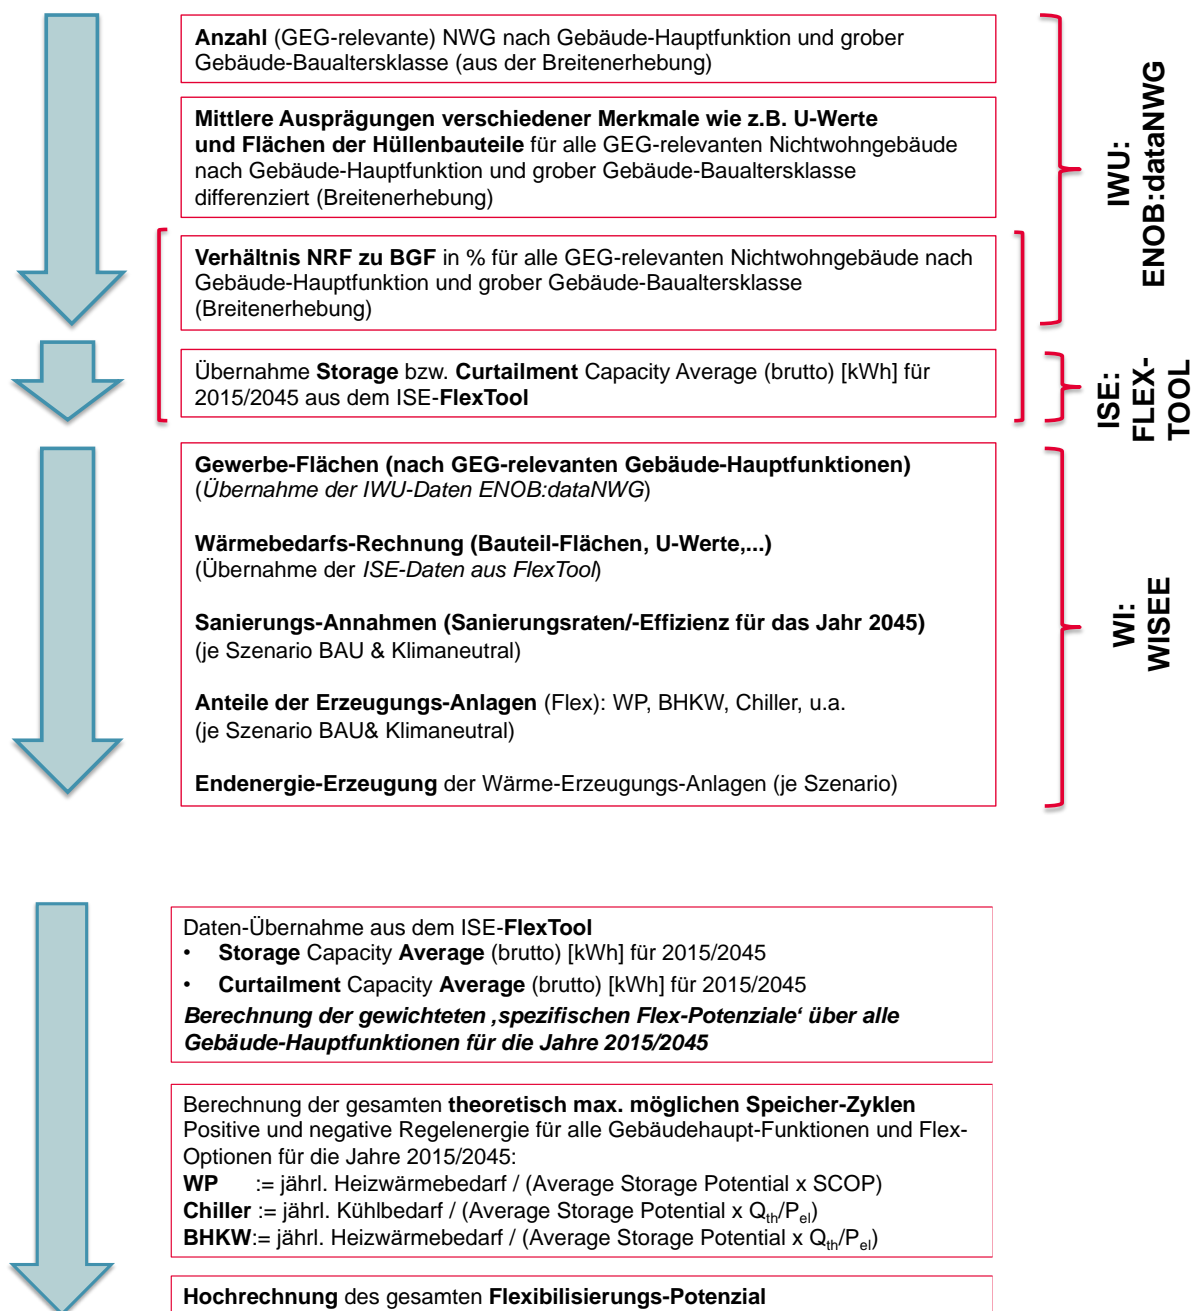 Anzahl (GEG-relevante) NWG nach Gebäude-Hauptfunktion und grober
Gebäude-Baualtersklasse (aus der Breitenerhebung)
Mittlere Ausprägungen verschiedener Merkmale wie z.B. U-Werte
und Flächen der Hüllenbauteile für alle GEG-relevanten Nichtwohngebäude
nach Gebäude-Hauptfunktion und grober Gebäude-Baualtersklasse
differenziert (Breitenerhebung)
Verhältnis NRF zu BGF in % für alle GEG-relevanten Nichtwohngebäude nach
Gebäude-Hauptfunktion und grober Gebäude-Baualtersklasse
(Breitenerhebung)
IWU:
ENOB:dataNWG
Übernahme Storage bzw. Curtailment Capacity Average (brutto) [kWh] für
2015/2045 aus dem ISE-FlexTool
ISE:
FLEX-
TOOL
Gewerbe-Flächen (nach GEG-relevanten Gebäude-Hauptfunktionen)
(Übernahme der IWU-Daten ENOB:dataNWG)
Wärmebedarfs-Rechnung (Bauteil-Flächen, U-Werte,...)
(Übernahme der ISE-Daten aus FlexTool)
Sanierungs-Annahmen (Sanierungsraten/-Effizienz für das Jahr 2045)
(je Szenario BAU & Klimaneutral)
Anteile der Erzeugungs-Anlagen (Flex): WP, BHKW, Chiller, u.a.
(je Szenario BAU& Klimaneutral)
Endenergie-Erzeugung der Wärme-Erzeugungs-Anlagen (je Szenario)
WI:
WISEE
Daten-Übernahme aus dem ISE-FlexTool
• Storage Capacity Average (brutto) [kWh] für 2015/2045
• Curtailment Capacity Average (brutto) [kWh] für 2015/2045
Berechnung der gewichteten ‚spezifischen Flex-Potenziale‘ über alle
Gebäude-Hauptfunktionen für die Jahre 2015/2045
Berechnung der gesamten theoretisch max. möglichen Speicher-Zyklen
Positive und negative Regelenergie für alle Gebäudehaupt-Funktionen und Flex-
Optionen für die Jahre 2015/2045:
WP := jährl. Heizwärmebedarf / (Average Storage Potential x SCOP)
Chiller := jährl. Kühlbedarf / (Average Storage Potential x Qth/Pel)
BHKW:= jährl. Heizwärmebedarf / (Average Storage Potential x Qth/Pel)
Hochrechnung des gesamten Flexibilisierungs-Potenzial